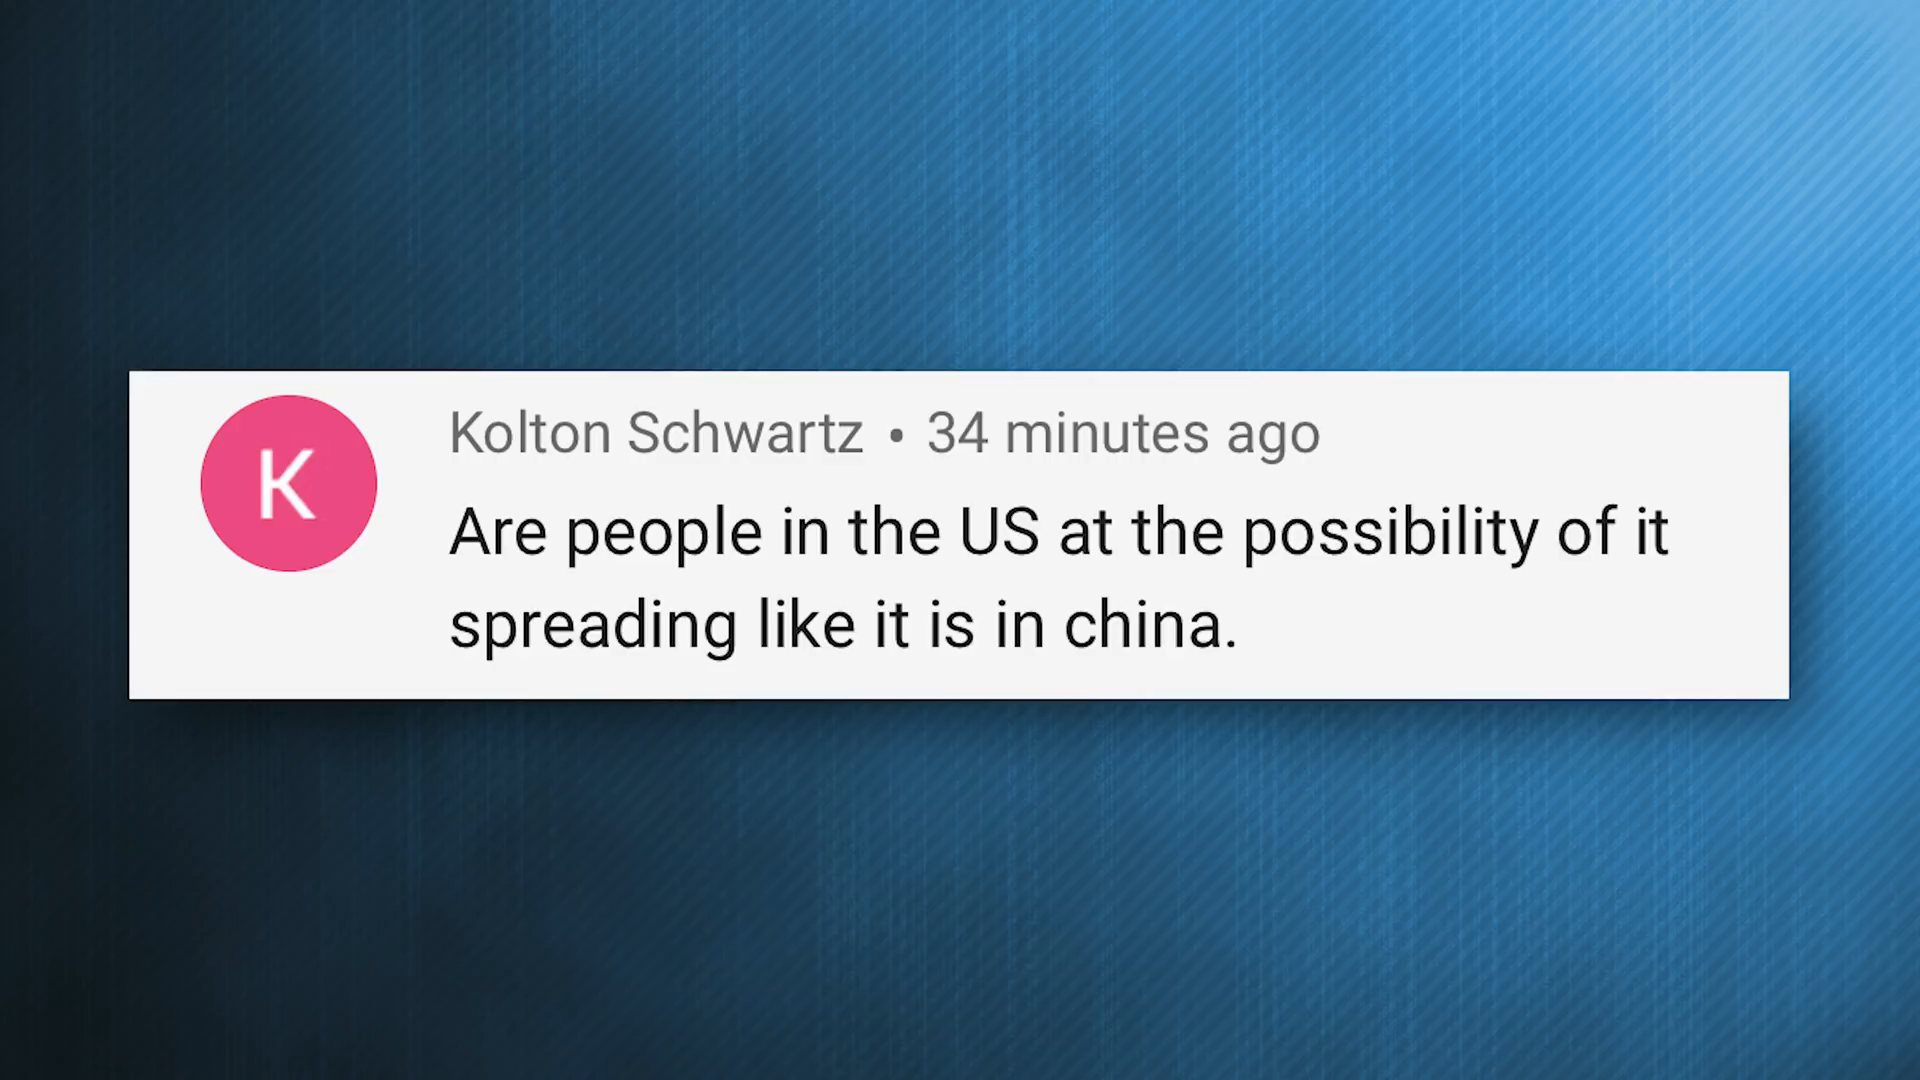 K
Kolton Schwartz • 34 minutes ago
Are people in the US at the possibility of it
spreading like it is in china.